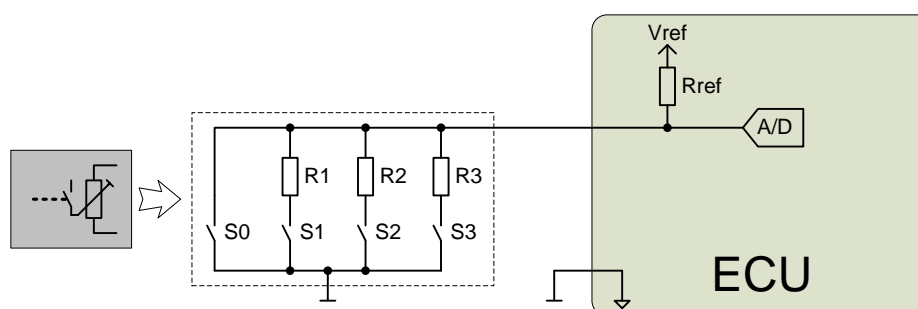 Vref
Rref
A/D
R1 R2 R3
S0 S1 S2 S3
ECU